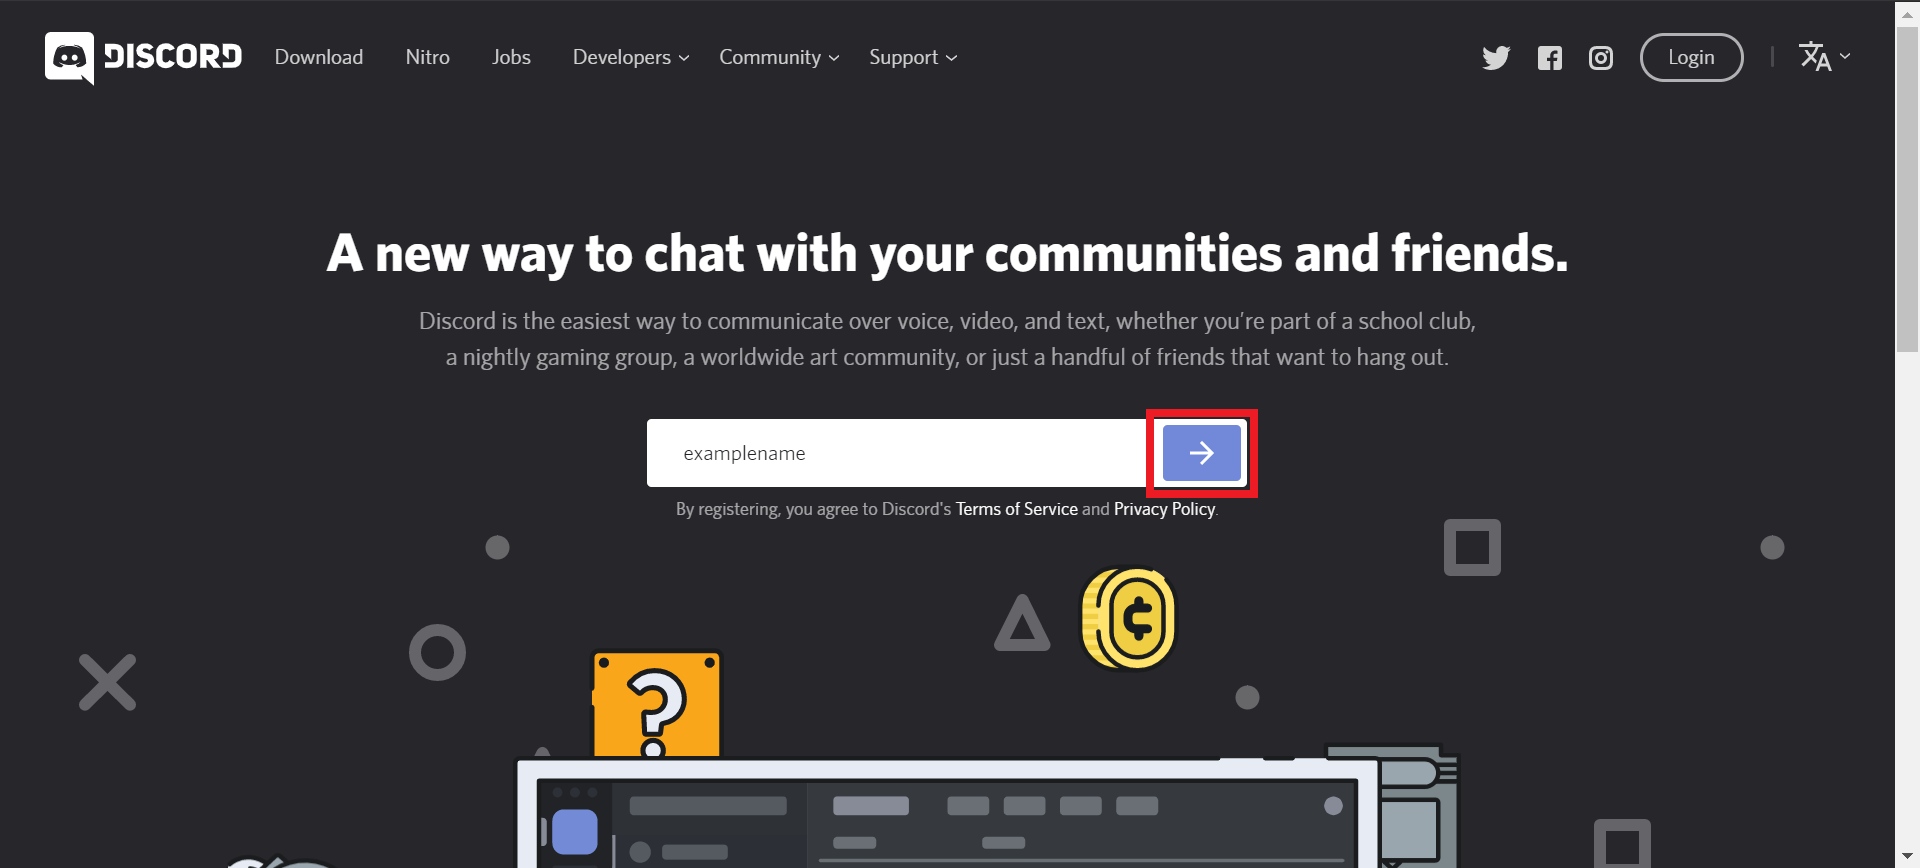 DISCORD Download Nitro Jobs Developers Community Support Login
A new way to chat with your communities and friends.
Discord is the easiest way to communicate over voice, video, and text, whether you're part of a school club,
a nightly gaming group, a worldwide art community, or just a handful of friends that want to hang out.
examplename
By registering, you agree to Discord's Terms of Service and Privacy Policy.
?